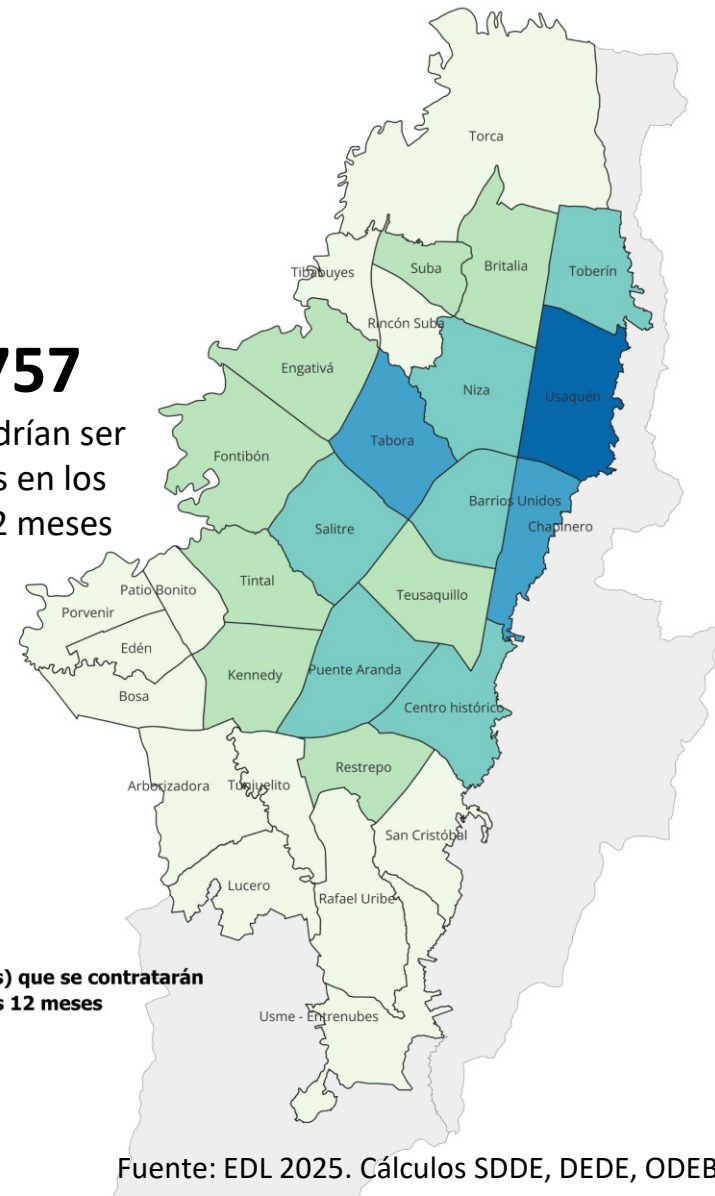 Torca
Tibabuyes
Suba
Britalia
Toberín
Rincón Suba
757
Engativá
Niza
Usaquén
drían ser
Tabora
Fontibón
s en los
Barrios Unidos
2 meses
Salitre
Chapinero
Tintal
Patio Bonito
Teusaquillo
Porvenir
Edén
Puente Aranda
Kennedy
Bosa
Centro histórico
Restrepo
Arborizadora
Tunjuelito
San Cristóbal
Lucero
Rafael Uribe
s) que se contratarán
s 12 meses
Usme - Entrenubes
Fuente: EDL 2025. Cálculos SDDE, DEDE, ODEB